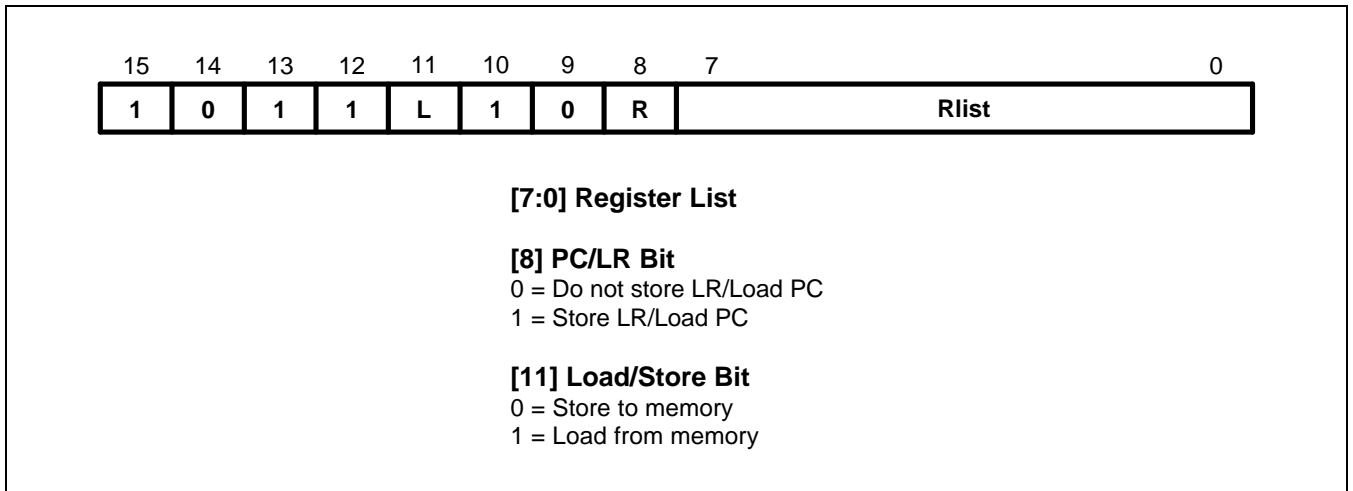 15 14 13 12 11 10 9 8 7 0
1 0 1 1 L 1 0 R Rlist
[7:0] Register List
[8] PC/LR Bit
0 = Do not store LR/Load PC
1 = Store LR/Load PC
[11] Load/Store Bit
0 = Store to memory
1 = Load from memory